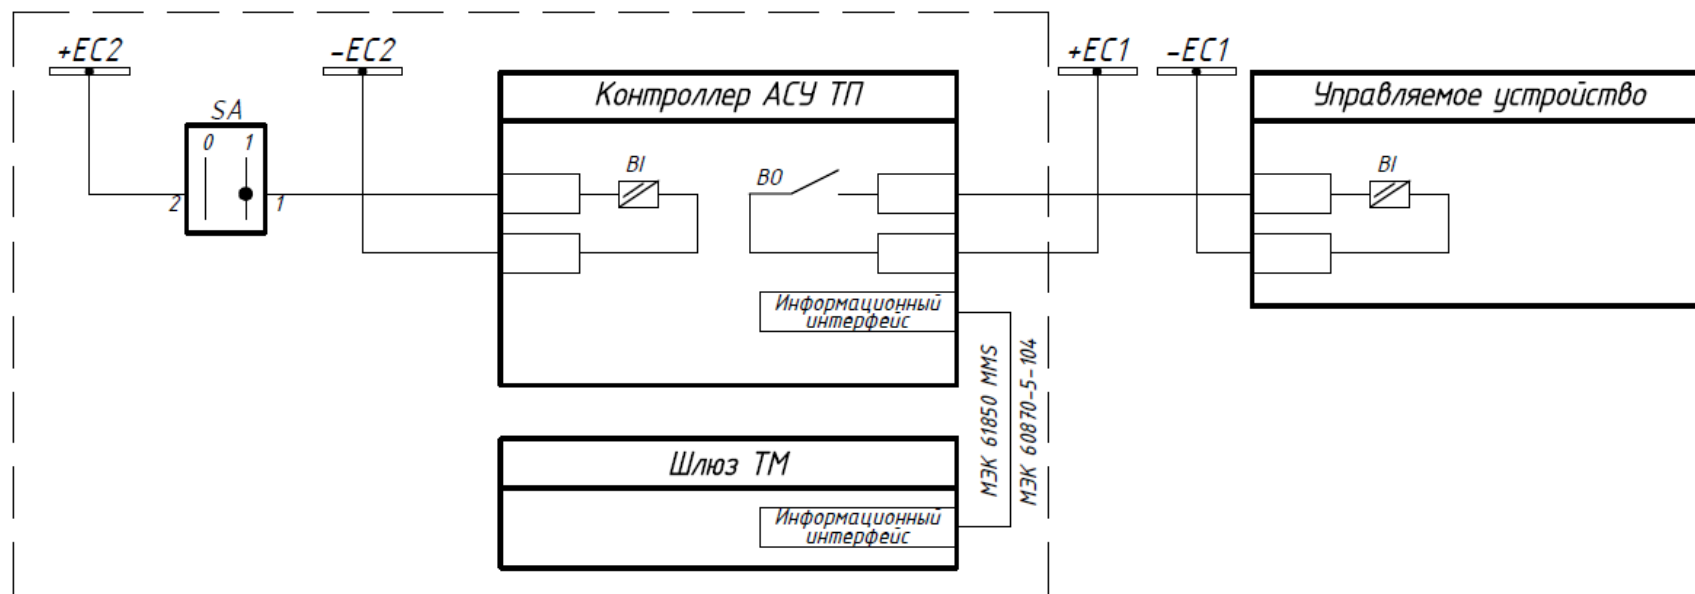 +EC2
-EC2
+EC1
-EC1
Контроллер АСУ ТП
Управляемое устройство
SA
0 1
2
1
BI
BO
BI
Информационный
интерфейс
МЭК 61850 MMS
МЭК 60870-5-104
Шлюз ТМ
Информационный
интерфейс